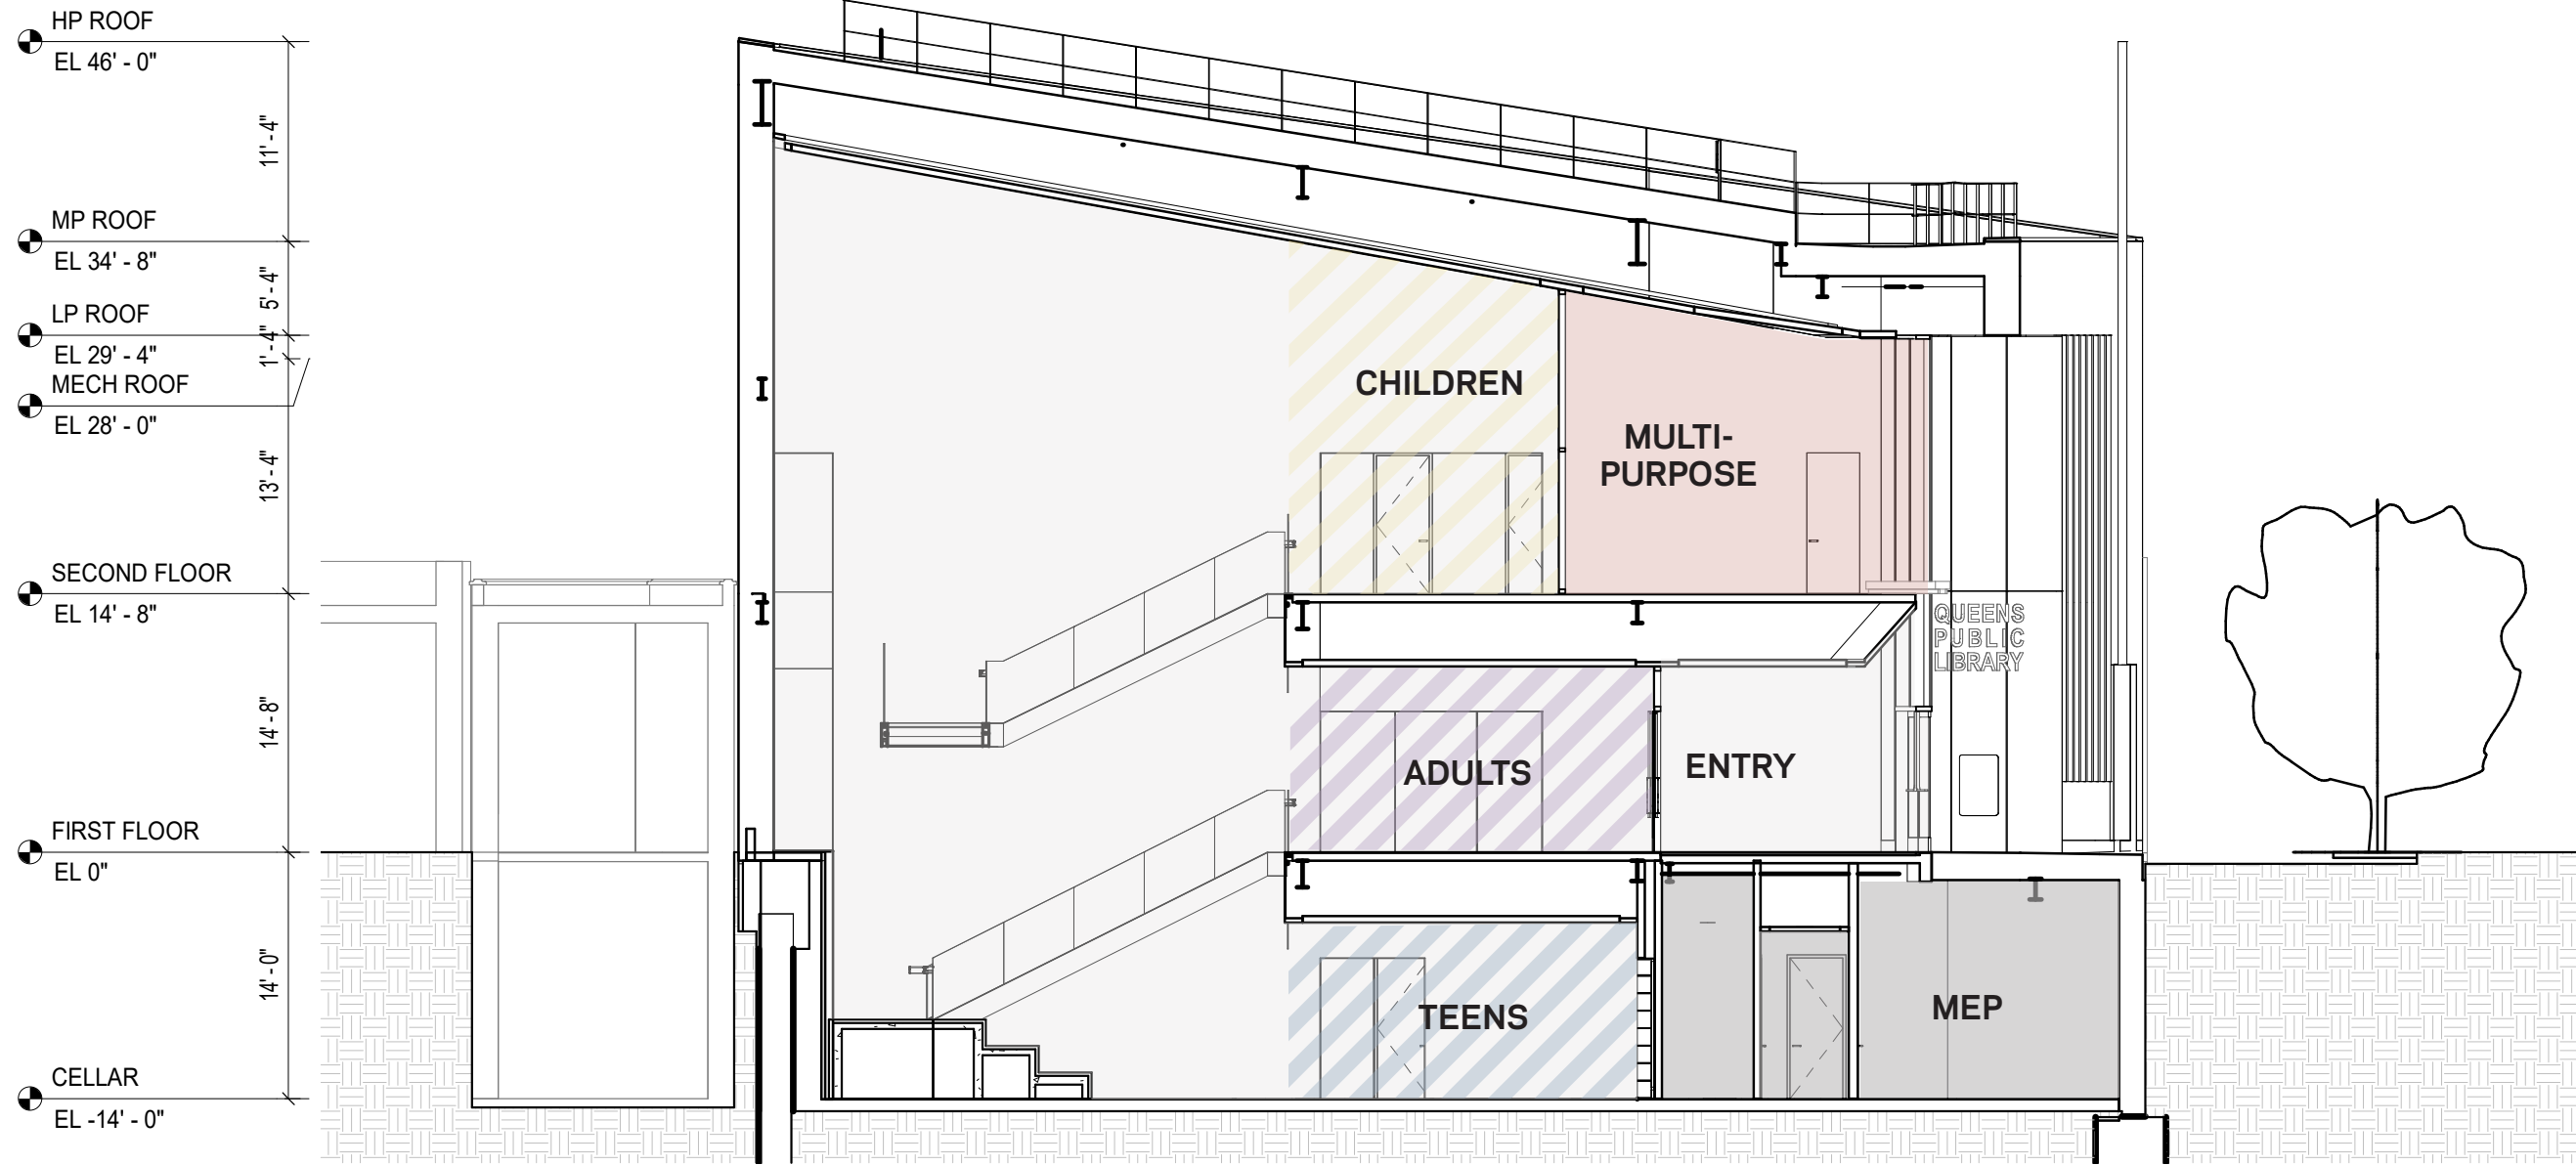 HP ROOF
EL 46' - 0"
11' - 4"
MP ROOF
EL 34' - 8"
5' - 4"
LP ROOF
EL 29' - 4"
1' - 4"
MECH ROOF
EL 28' - 0"
13' - 4"
SECOND FLOOR
EL 14' - 8"
14' - 8"
FIRST FLOOR
EL 0"
14' - 0"
CELLAR
EL -14' - 0"
CHILDREN
MULTI-
PURPOSE
QUEENS
PUBLIC
LIBRARY
ADULTS
ENTRY
TEENS
MEP